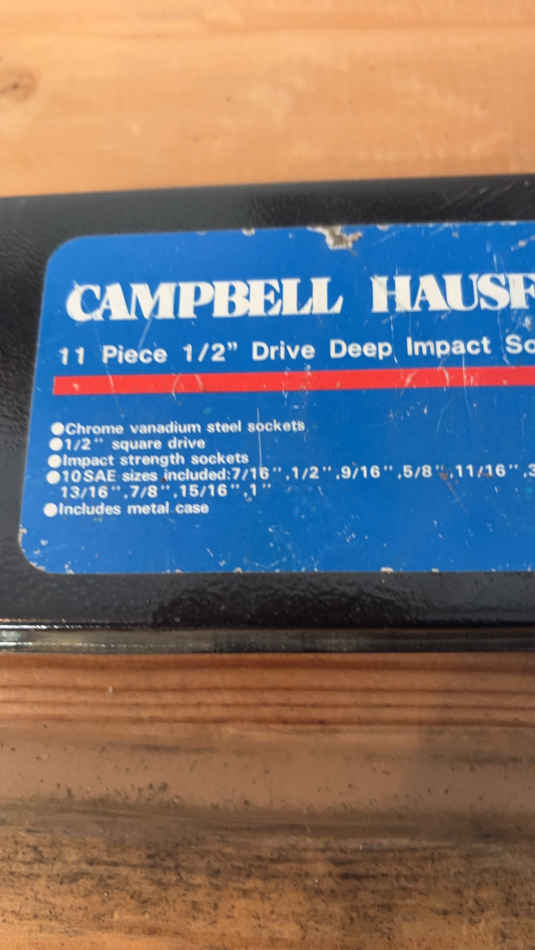 CAMPBELL HAUSF
11 Piece 1/2” Drive Deep Impact So
●Chrome vanadium steel sockets
●1/2'' square drive
●Impact strength sockets
●10 SAE sizes included:7/16'',1/2'',9/16'',5/8'',11/16'',3
13/16'',7/8'',15/16'',1''
●Includes metal case